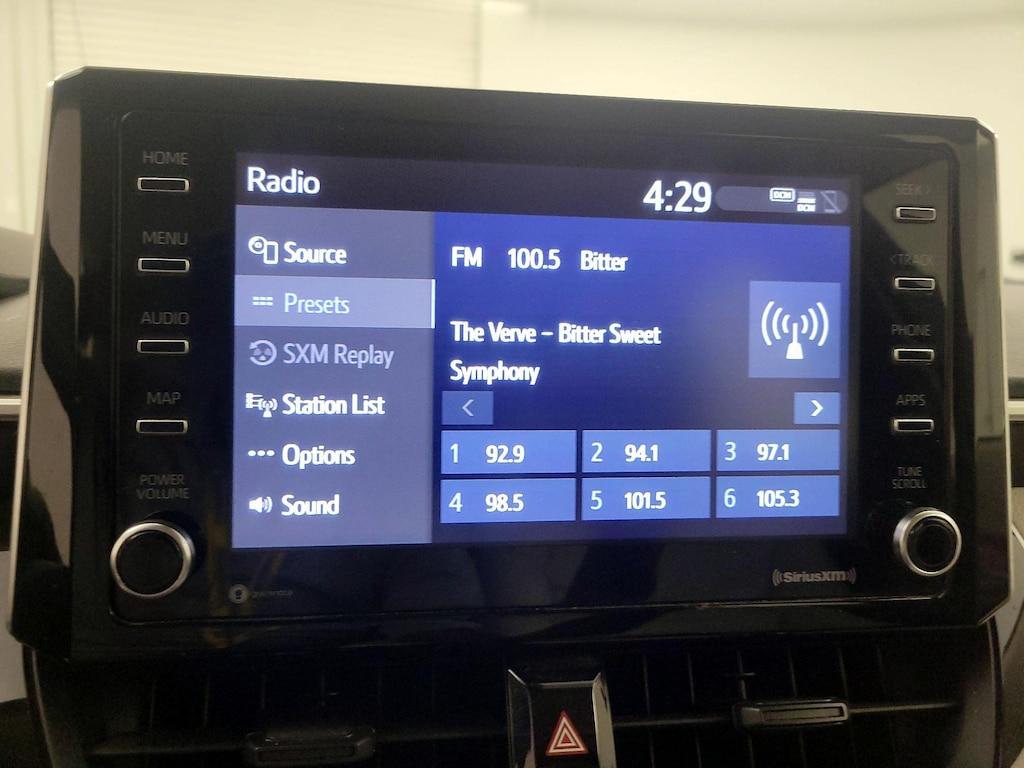 HOME
MENU
AUDIO
MAP
POWER
VOLUME
Radio
4:29
DCM
DCM
Source
Presets
SXM Replay
Station List
Options
Sound
FM 100.5 Bitter
The Verve – Bitter Sweet
Symphony
< >
1 92.9 2 94.1 3 97.1
4 98.5 5 101.5 6 105.3
SEEK >
< TRACK
PHONE
APPS
TUNE
SCROLL
((SiriusXM))